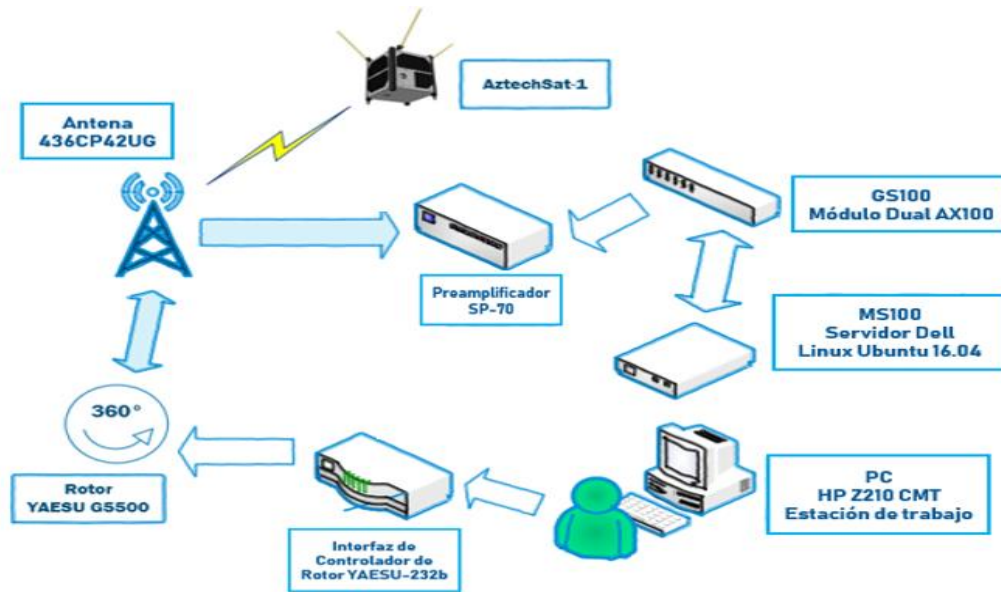 AztechSat-1
Antena
436CP42UG
GS100
Módulo Dual AX100
Preamplificador
SP-70
MS100
Servidor Dell
Linux Ubuntu 16.04
360°
Rotor
YAESU G5500
Interfaz de
Controlador de
Rotor YAESU-232b
PC
HP Z210 CMT
Estación de trabajo